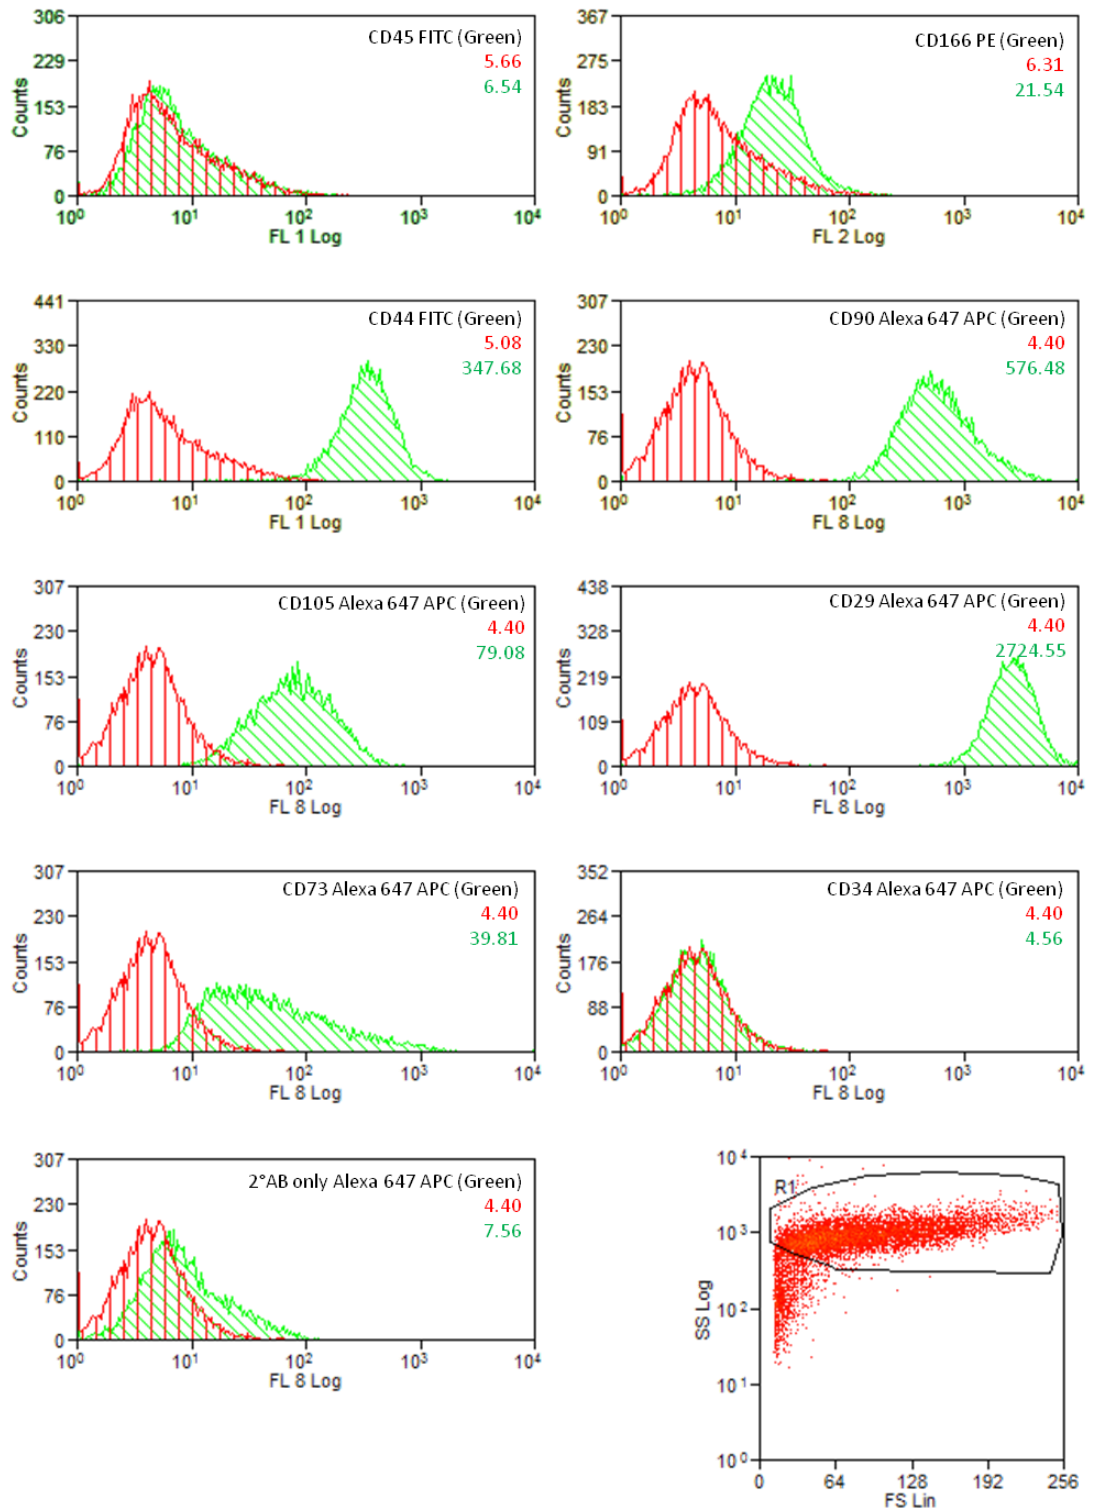 306
229
153
76
0
Counts
CD45 FITC (Green)
5.66
6.54
10⁰ 10¹ 10² 10³ 10⁴
FL 1 Log
367
275
183
91
0
Counts
CD166 PE (Green)
6.31
21.54
10⁰ 10¹ 10² 10³ 10⁴
FL 2 Log
441
330
220
110
0
Counts
CD44 FITC (Green)
5.08
347.68
10⁰ 10¹ 10² 10³ 10⁴
FL 1 Log
307
230
153
76
0
Counts
CD90 Alexa 647 APC (Green)
4.40
576.48
10⁰ 10¹ 10² 10³ 10⁴
FL 8 Log
307
230
153
76
0
Counts
CD105 Alexa 647 APC (Green)
4.40
79.08
10⁰ 10¹ 10² 10³ 10⁴
FL 8 Log
438
328
219
109
0
Counts
CD29 Alexa 647 APC (Green)
4.40
2724.55
10⁰ 10¹ 10² 10³ 10⁴
FL 8 Log
307
230
153
76
0
Counts
CD73 Alexa 647 APC (Green)
4.40
39.81
10⁰ 10¹ 10² 10³ 10⁴
FL 8 Log
352
264
176
88
0
Counts
CD34 Alexa 647 APC (Green)
4.40
4.56
10⁰ 10¹ 10² 10³ 10⁴
FL 8 Log
307
230
153
76
0
Counts
2°AB only Alexa 647 APC (Green)
4.40
7.56
10⁰ 10¹ 10² 10³ 10⁴
FL 8 Log
10⁴
10³
10²
10¹
10⁰
SS Log
R1
0 64 128 192 256
FS Lin